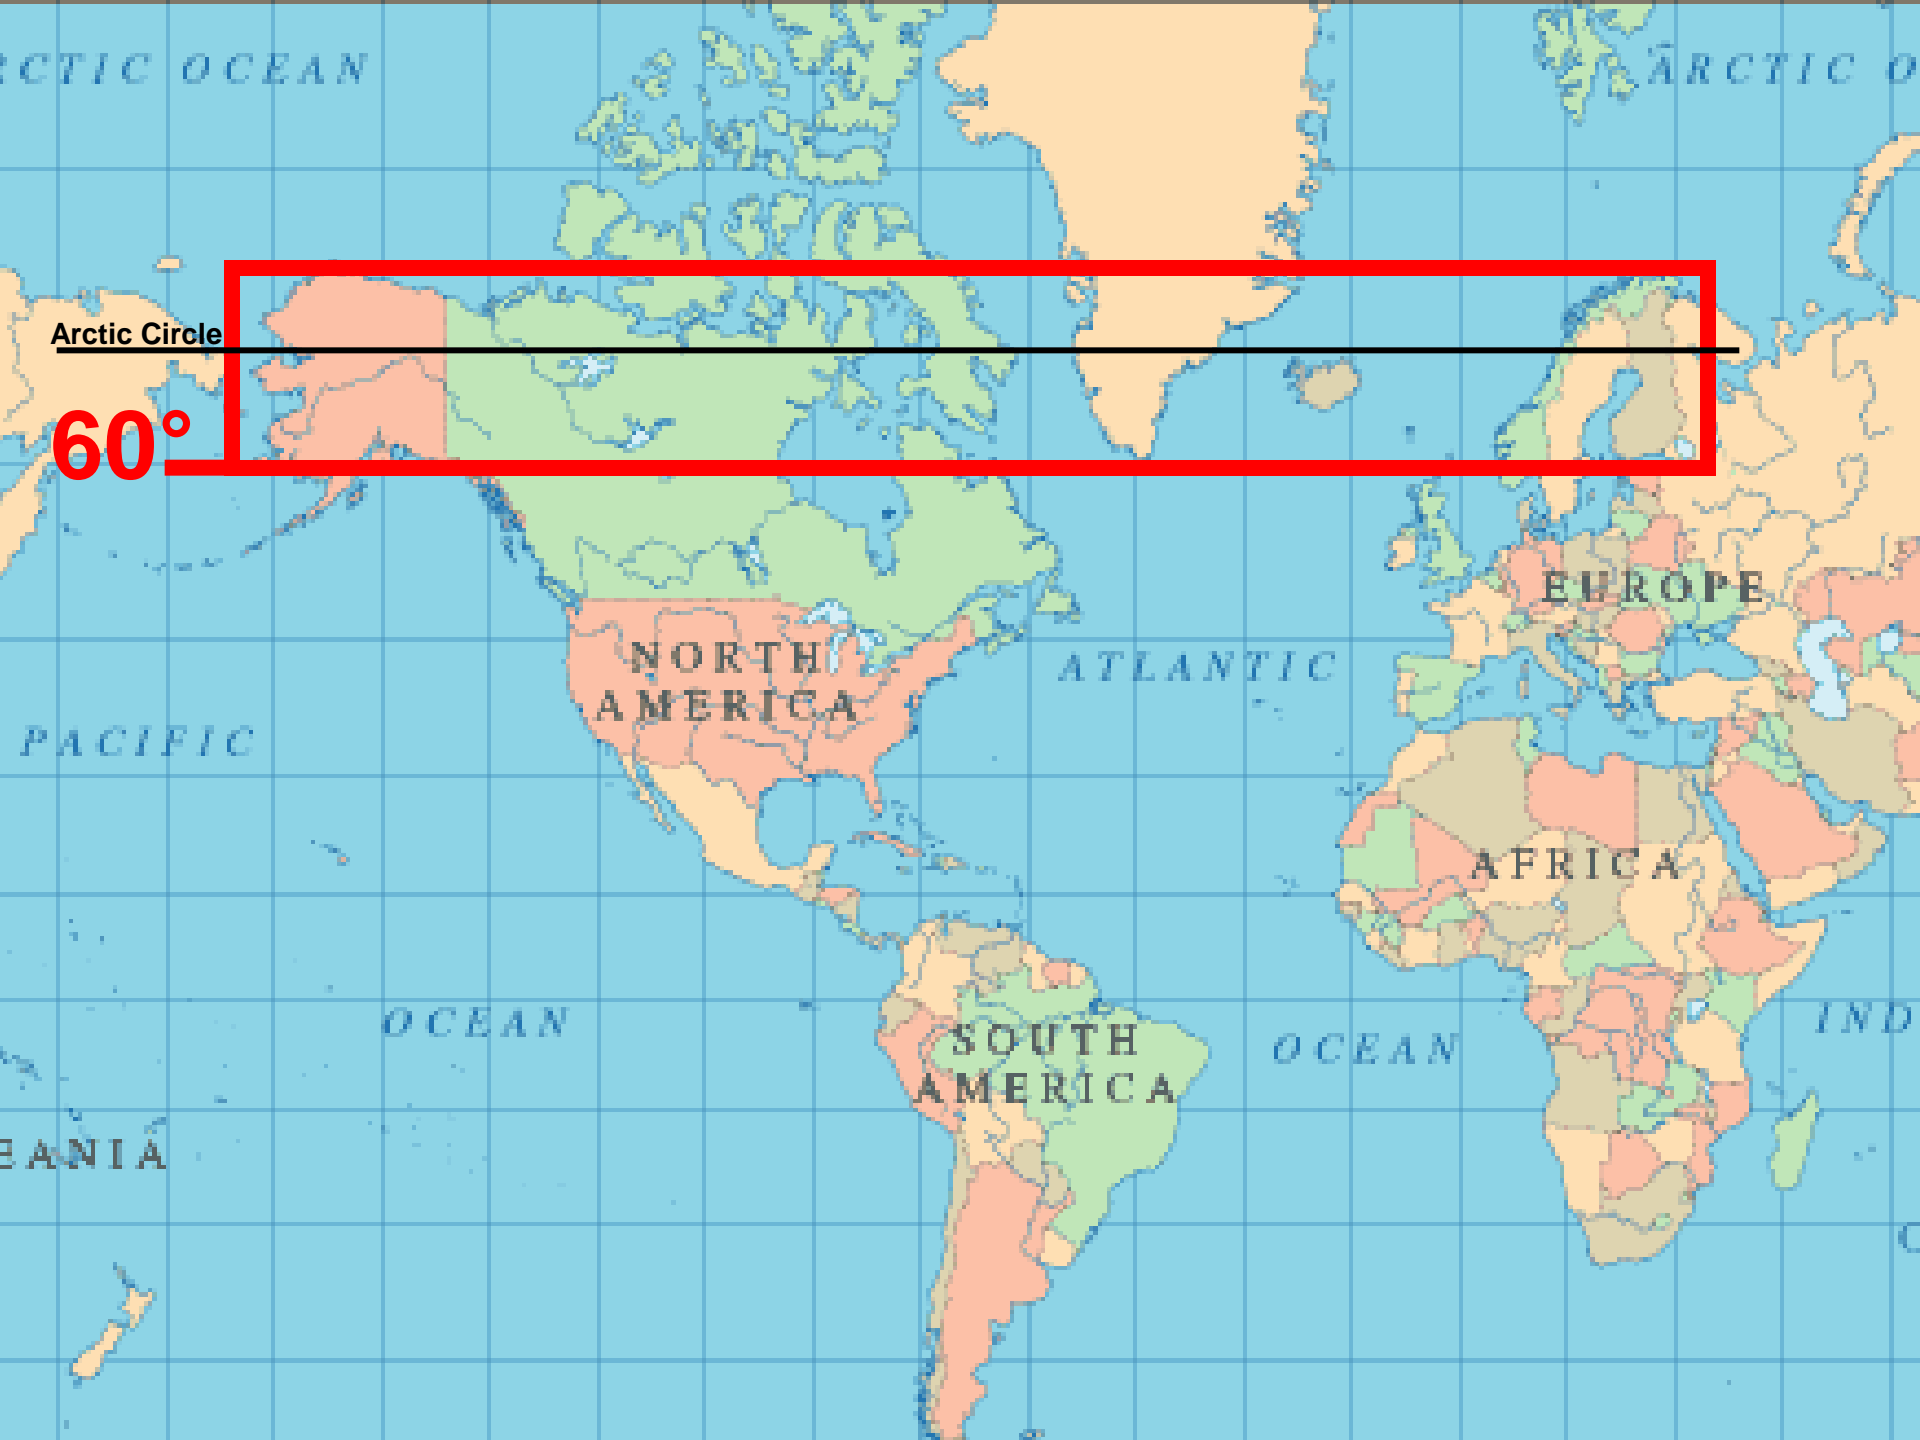 RCTIC OCEAN
ARCTIC O
Arctic Circle
60°
EUROPE
NORTH
AMERICA
ATLANTIC
PACIFIC
AFRICA
OCEAN
SOUTH
AMERICA
OCEAN
IND
EANIA